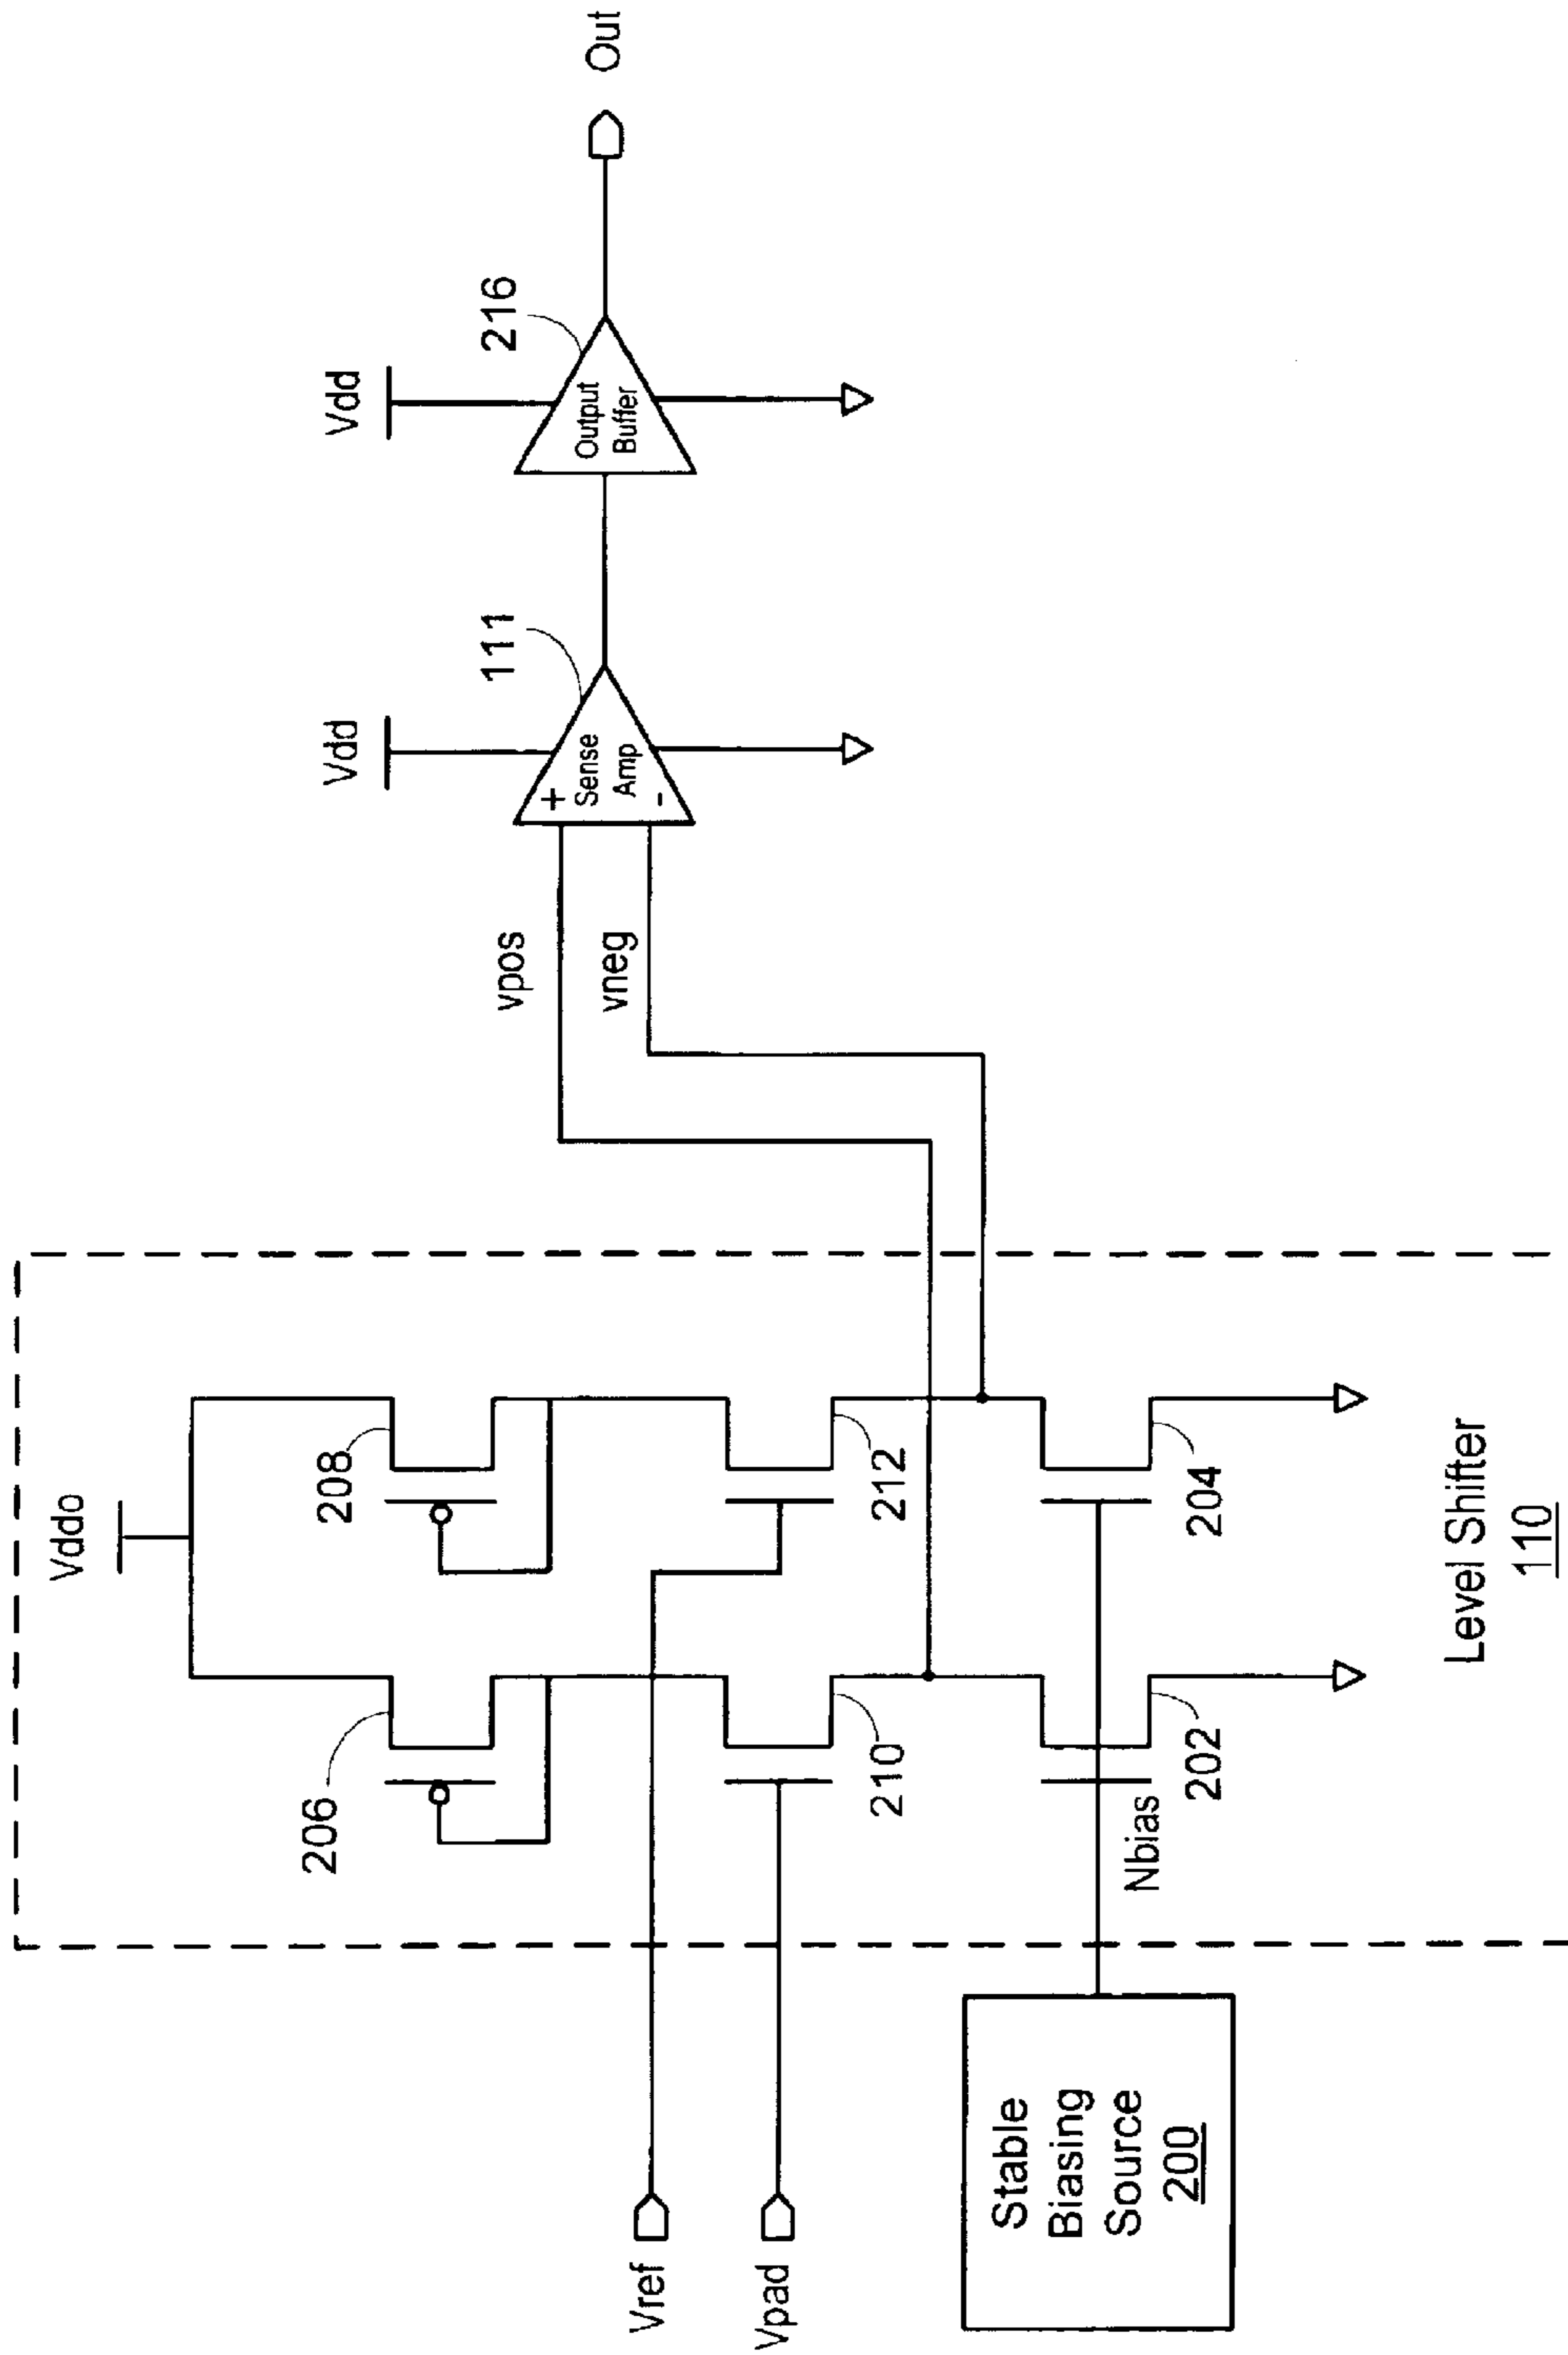 Vddo
206
208
Vref
Vpad
210
212
Nbias
202
204
Stable
Biasing
Source
200
Level Shifter
110
vpos
vneg
Vdd
111
+
Sense
Amp
-
Vdd
216
Output
Buffer
Out